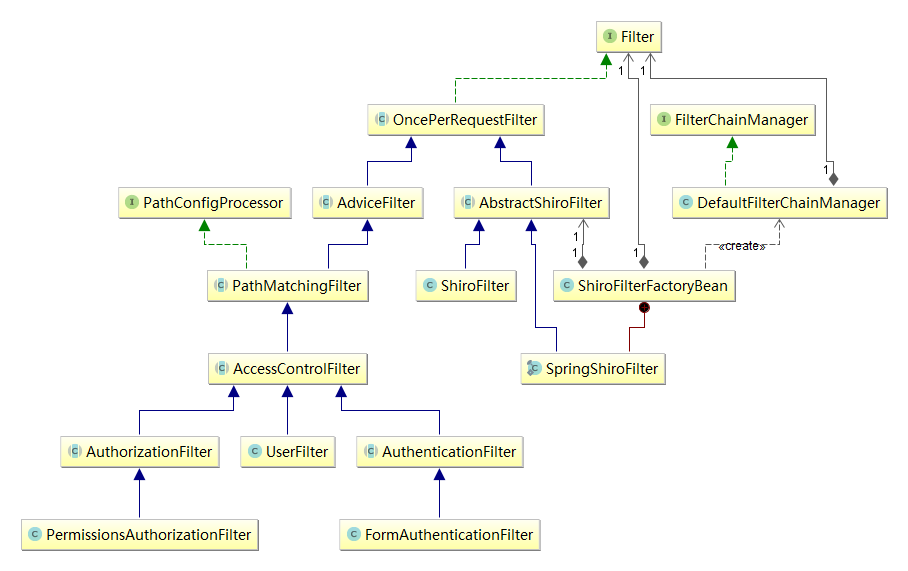 I Filter
1
1
C OncePerRequestFilter
I FilterChainManager
1
I PathConfigProcessor
C AdviceFilter
C AbstractShiroFilter
C DefaultFilterChainManager
1
1
1
«create»
C PathMatchingFilter
C ShiroFilter
C ShiroFilterFactoryBean
C AccessControlFilter
C SpringShiroFilter
C AuthorizationFilter
C UserFilter
C AuthenticationFilter
C PermissionsAuthorizationFilter
C FormAuthenticationFilter